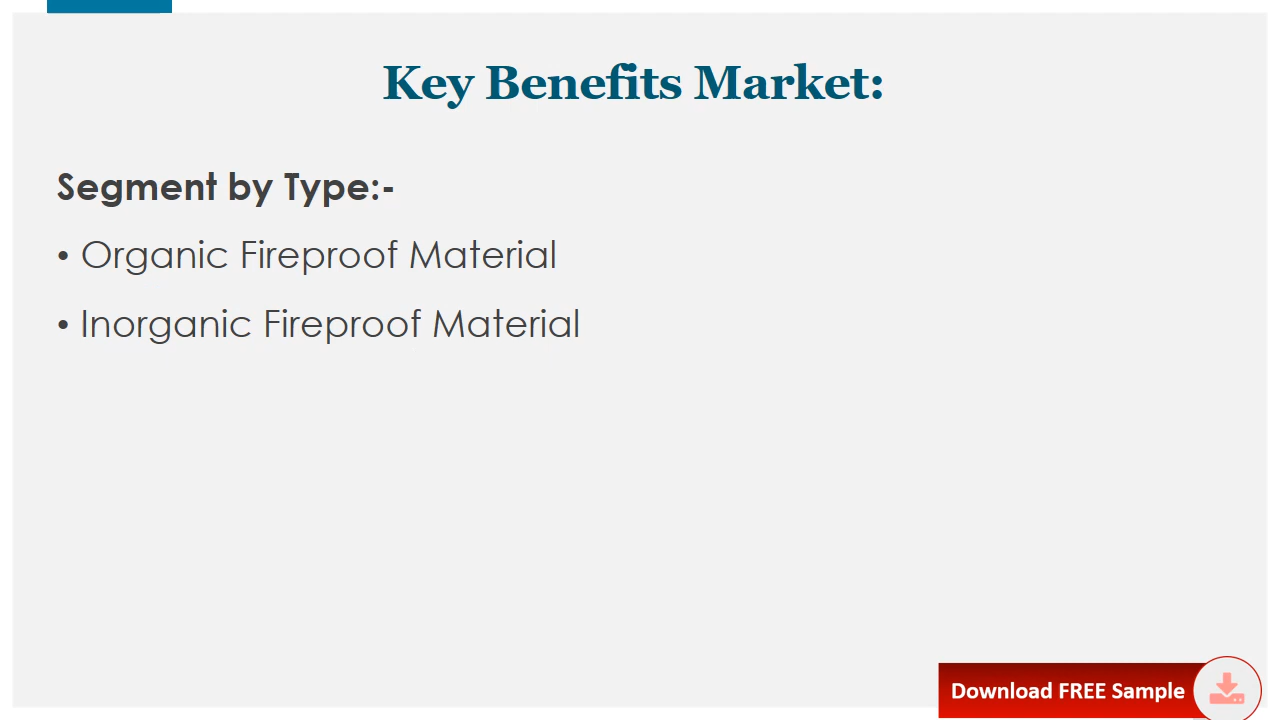 Key Benefits Market:
Segment by Type:-
• Organic Fireproof Material
• Inorganic Fireproof Material
Download FREE Sample